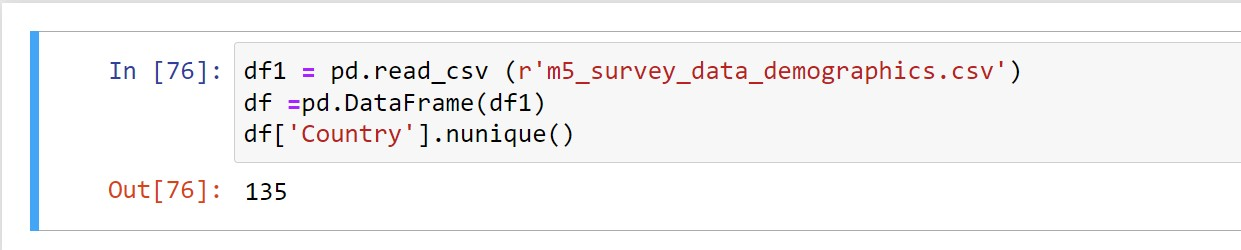 In [76]: df1 = pd.read_csv (r'm5_survey_data_demographics.csv')
df =pd.DataFrame(df1)
df['Country'].nunique()
Out[76]: 135